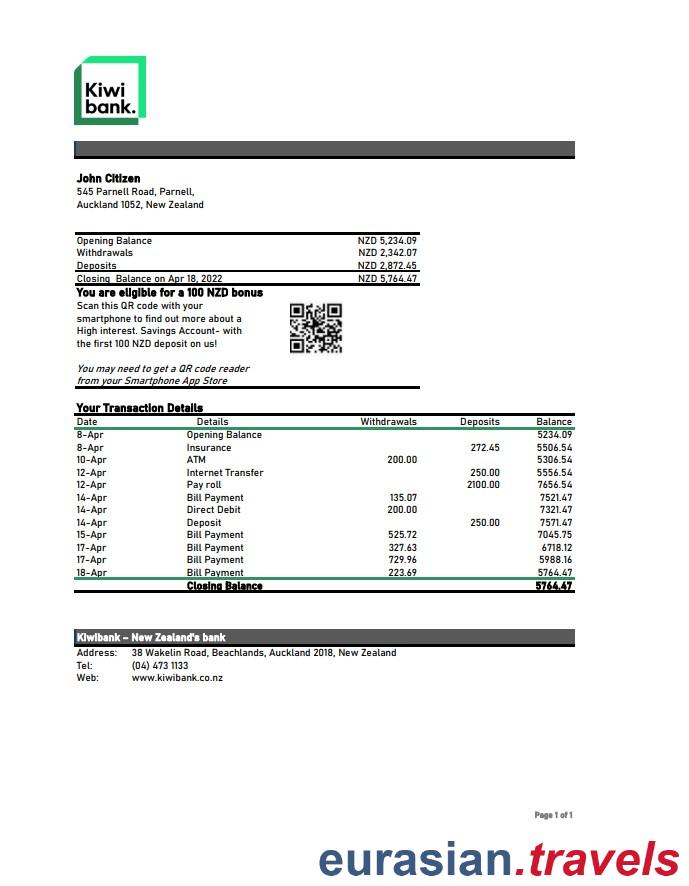 Kiwi
bank.
John Citizen
545 Parnell Road, Parnell,
Auckland 1052, New Zealand
Opening Balance NZD 5,234.09
Withdrawals NZD 2,342.07
Deposits NZD 2,872.45
Closing Balance on Apr 18, 2022 NZD 5,764.47
You are eligible for a 100 NZD bonus
Scan this QR code with your
smartphone to find out more about a
High interest. Savings Account- with
the first 100 NZD deposit on us!
You may need to get a QR code reader
from your Smartphone App Store
Your Transaction Details
Date Details Withdrawals Deposits Balance
8-Apr Opening Balance 5234.09
8-Apr Insurance 272.45 5506.54
10-Apr ATM 200.00 5306.54
12-Apr Internet Transfer 250.00 5556.54
12-Apr Pay roll 2100.00 7656.54
14-Apr Bill Payment 135.07 7521.47
14-Apr Direct Debit 200.00 7321.47
14-Apr Deposit 250.00 7571.47
15-Apr Bill Payment 525.72 7045.75
17-Apr Bill Payment 327.63 6718.12
17-Apr Bill Payment 729.96 5988.16
18-Apr Bill Payment 223.69 5764.47
Closing Balance 5764.47
Kiwibank – New Zealand's bank
Address: 38 Wakelin Road, Beachlands, Auckland 2018, New Zealand
Tel: (04) 473 1133
Web: www.kiwibank.co.nz
Page 1 of 1
eurasian.travels